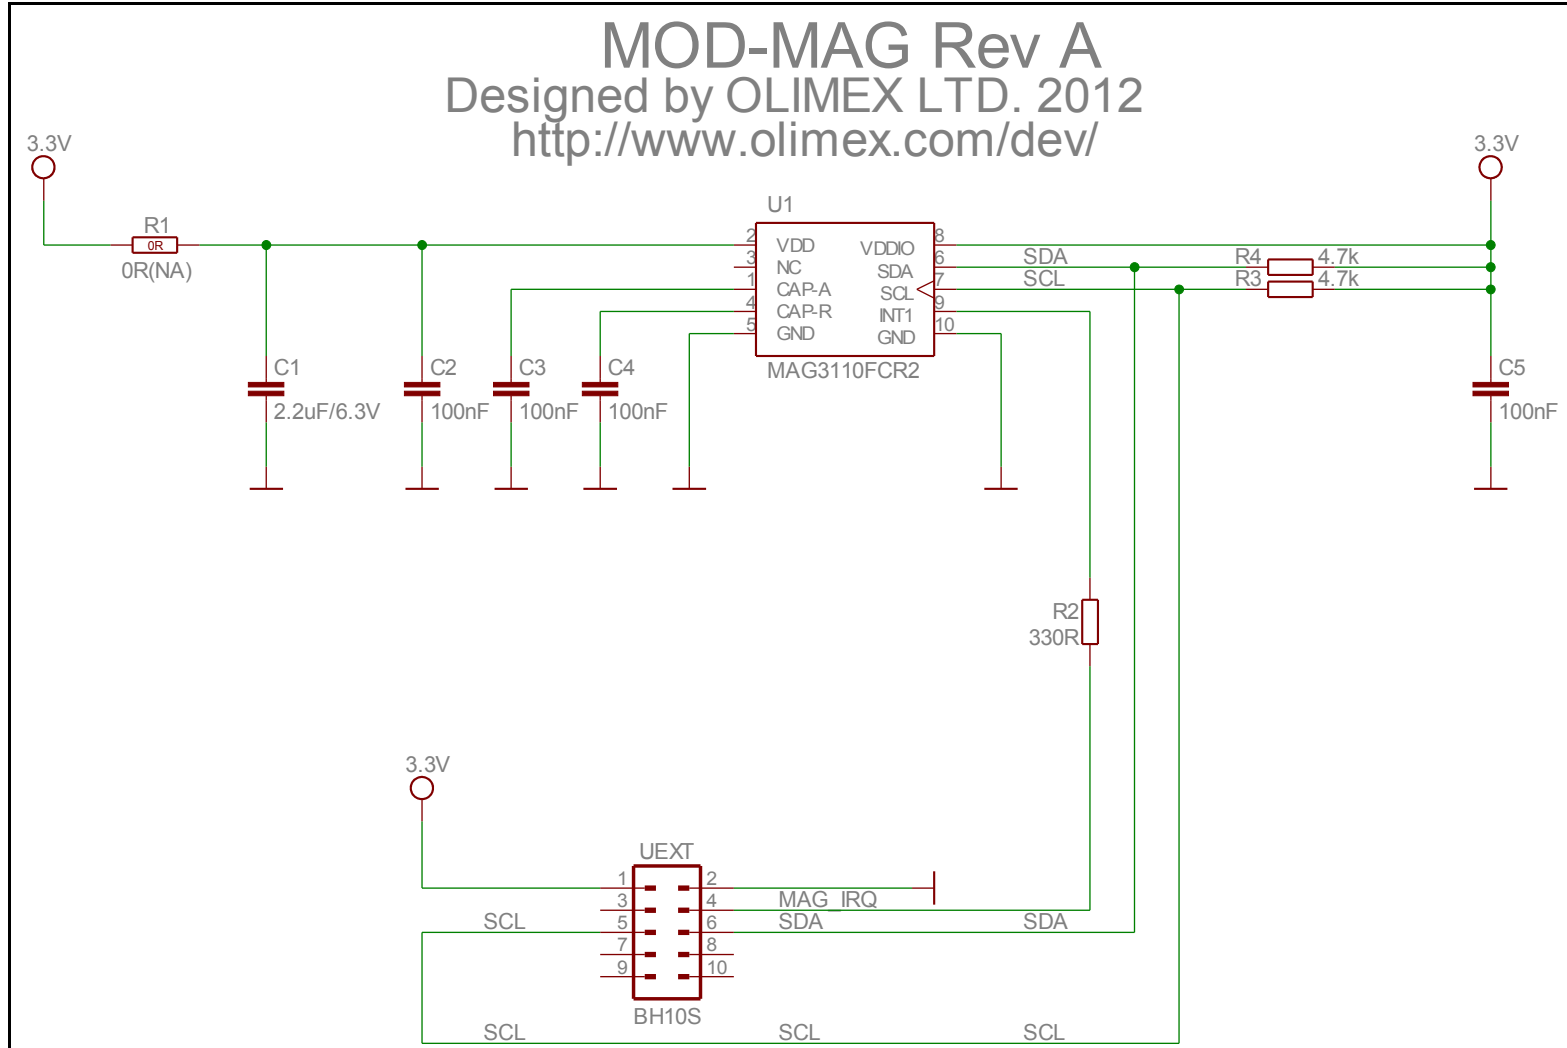 MOD-MAG Rev A
Designed by OLIMEX LTD. 2012
http://www.olimex.com/dev/
3.3V
3.3V
R1
0R
0R(NA)
U1
2 VDD
3 NC
1 CAP-A
4 CAP-R
5 GND
VDDIO 8
SDA 6
SCL 7
INT1 9
GND 10
MAG3110FCR2
SDA
SCL
R4 4.7k
R3 4.7k
C1
2.2uF/6.3V
C2
100nF
C3
100nF
C4
100nF
C5
100nF
R2
330R
3.3V
UEXT
1 2
3 4 MAG_IRQ
SCL 5 6 SDA SDA
7 8
9 10
BH10S
SCL SCL SCL